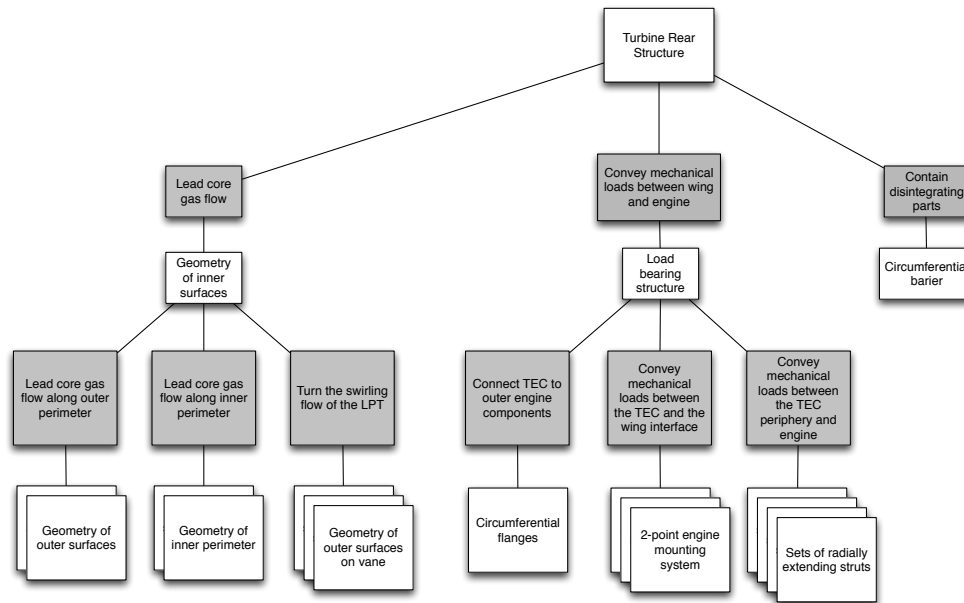 Turbine Rear
Structure
Lead core
gas flow
Convey mechanical
loads between wing
and engine
Contain
disintegrating
parts
Geometry
of inner
surfaces
Load
bearing
structure
Circumferential
barier
Lead core gas
flow along outer
perimeter
Lead core gas
flow along inner
perimeter
Turn the swirling
flow of the LPT
Connect TEC to
outer engine
components
Convey
mechanical
loads between
the TEC and the
wing interface
Convey
mechanical
loads between
the TEC
periphery and
engine
Geometry of
outer surfaces
Geometry of
inner perimeter
Geometry of
outer surfaces
on vane
Circumferential
flanges
2-point engine
mounting
system
Sets of radially
extending struts